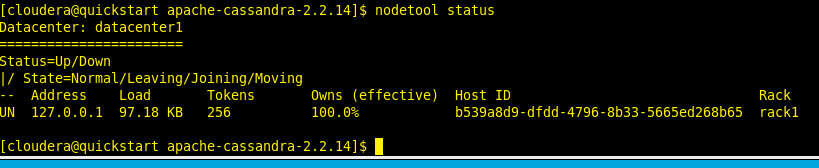 [cloudera@quickstart apache-cassandra-2.2.14]$ nodetool status
Datacenter: datacenter1
=======================
Status=Up/Down
|/ State=Normal/Leaving/Joining/Moving
--  Address    Load       Tokens       Owns (effective)  Host ID                               Rack
UN  127.0.0.1  97.18 KB   256          100.0%            b539a8d9-dfdd-4796-8b33-5665ed268b65  rack1
[cloudera@quickstart apache-cassandra-2.2.14]$